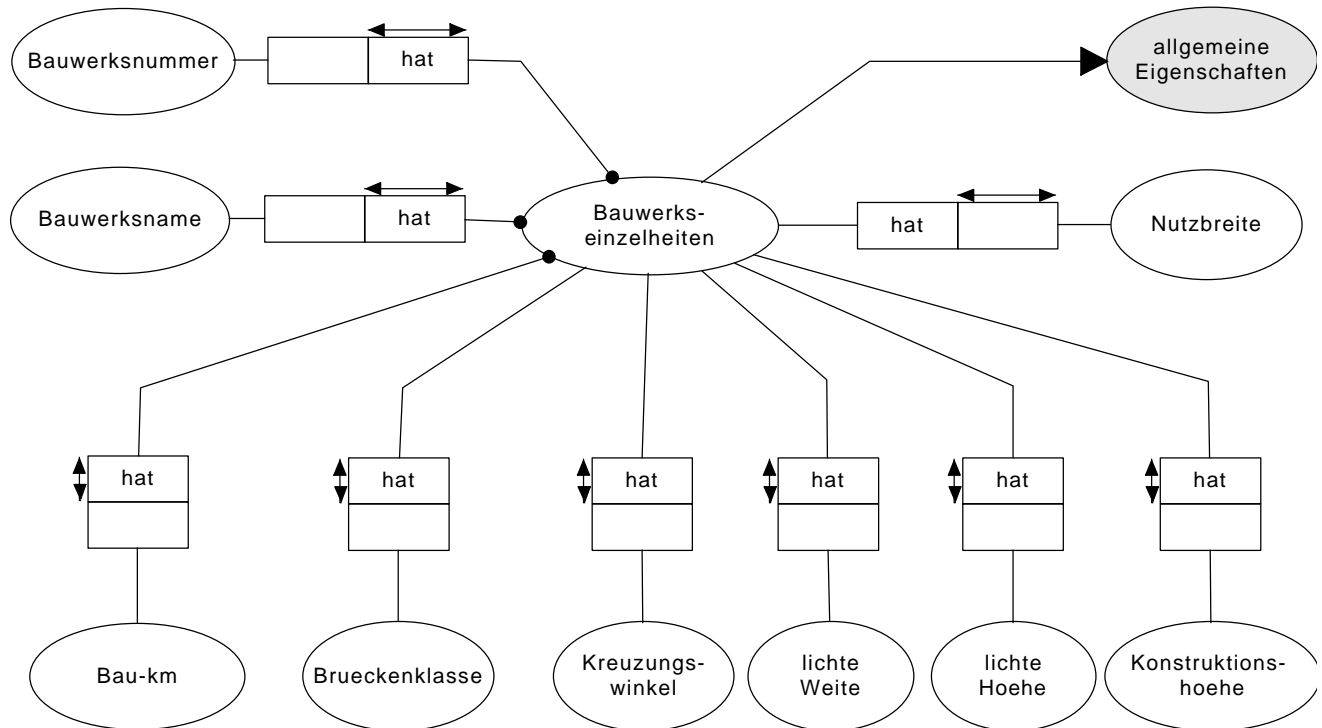 Bauwerksnummer
hat
allgemeine
Eigenschaften
Bauwerksname
hat
Bauwerks-
einzelheiten
hat
Nutzbreite
hat
hat
hat
hat
hat
hat
Bau-km
Brueckenklasse
Kreuzungs-
winkel
lichte
Weite
lichte
Hoehe
Konstruktions-
hoehe